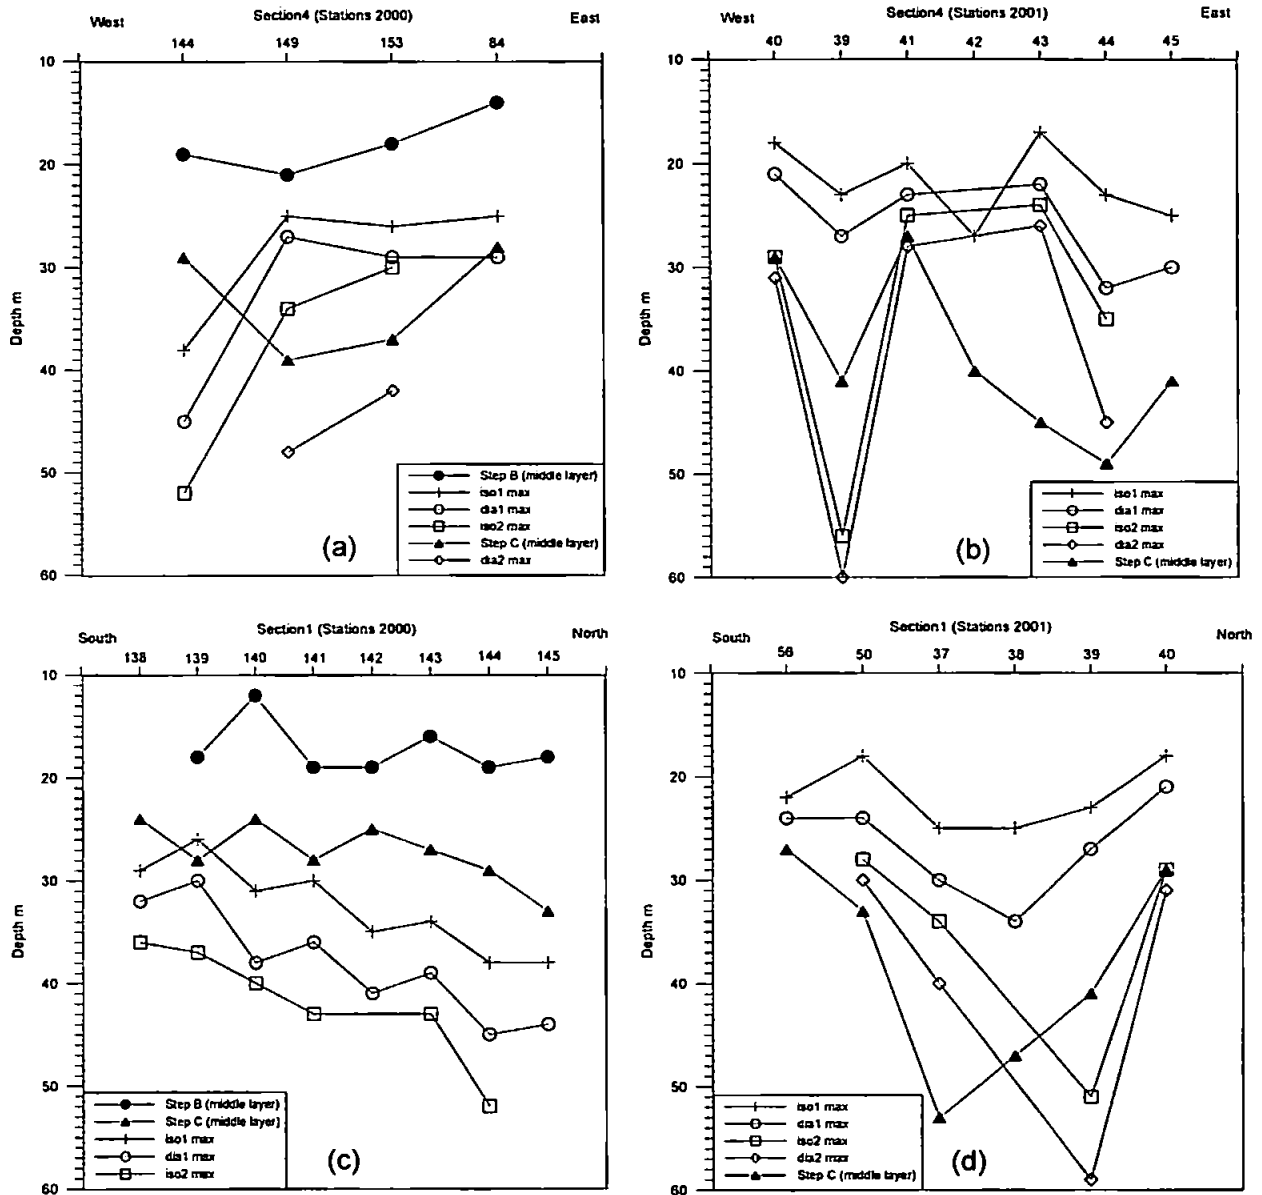 Section4 (Stations 2000)
West East
144 149 153 84
10
20
30
40
50
60
Depth m
Step B (middle layer)
iso1 max
dia1 max
iso2 max
Step C (middle layer)
dia2 max
(a)
Section4 (Stations 2001)
West East
40 39 41 42 43 44 45
10
20
30
40
50
60
Depth m
iso1 max
dia1 max
iso2 max
dia2 max
Step C (middle layer)
(b)
Section1 (Stations 2000)
South North
138 139 140 141 142 143 144 145
10
20
30
40
50
60
Depth m
Step B (middle layer)
Step C (middle layer)
iso1 max
dia1 max
iso2 max
(c)
Section1 (Stations 2001)
South North
56 50 37 38 39 40
10
20
30
40
50
60
Depth m
iso1 max
dia1 max
iso2 max
dia2 max
Step C (middle layer)
(d)